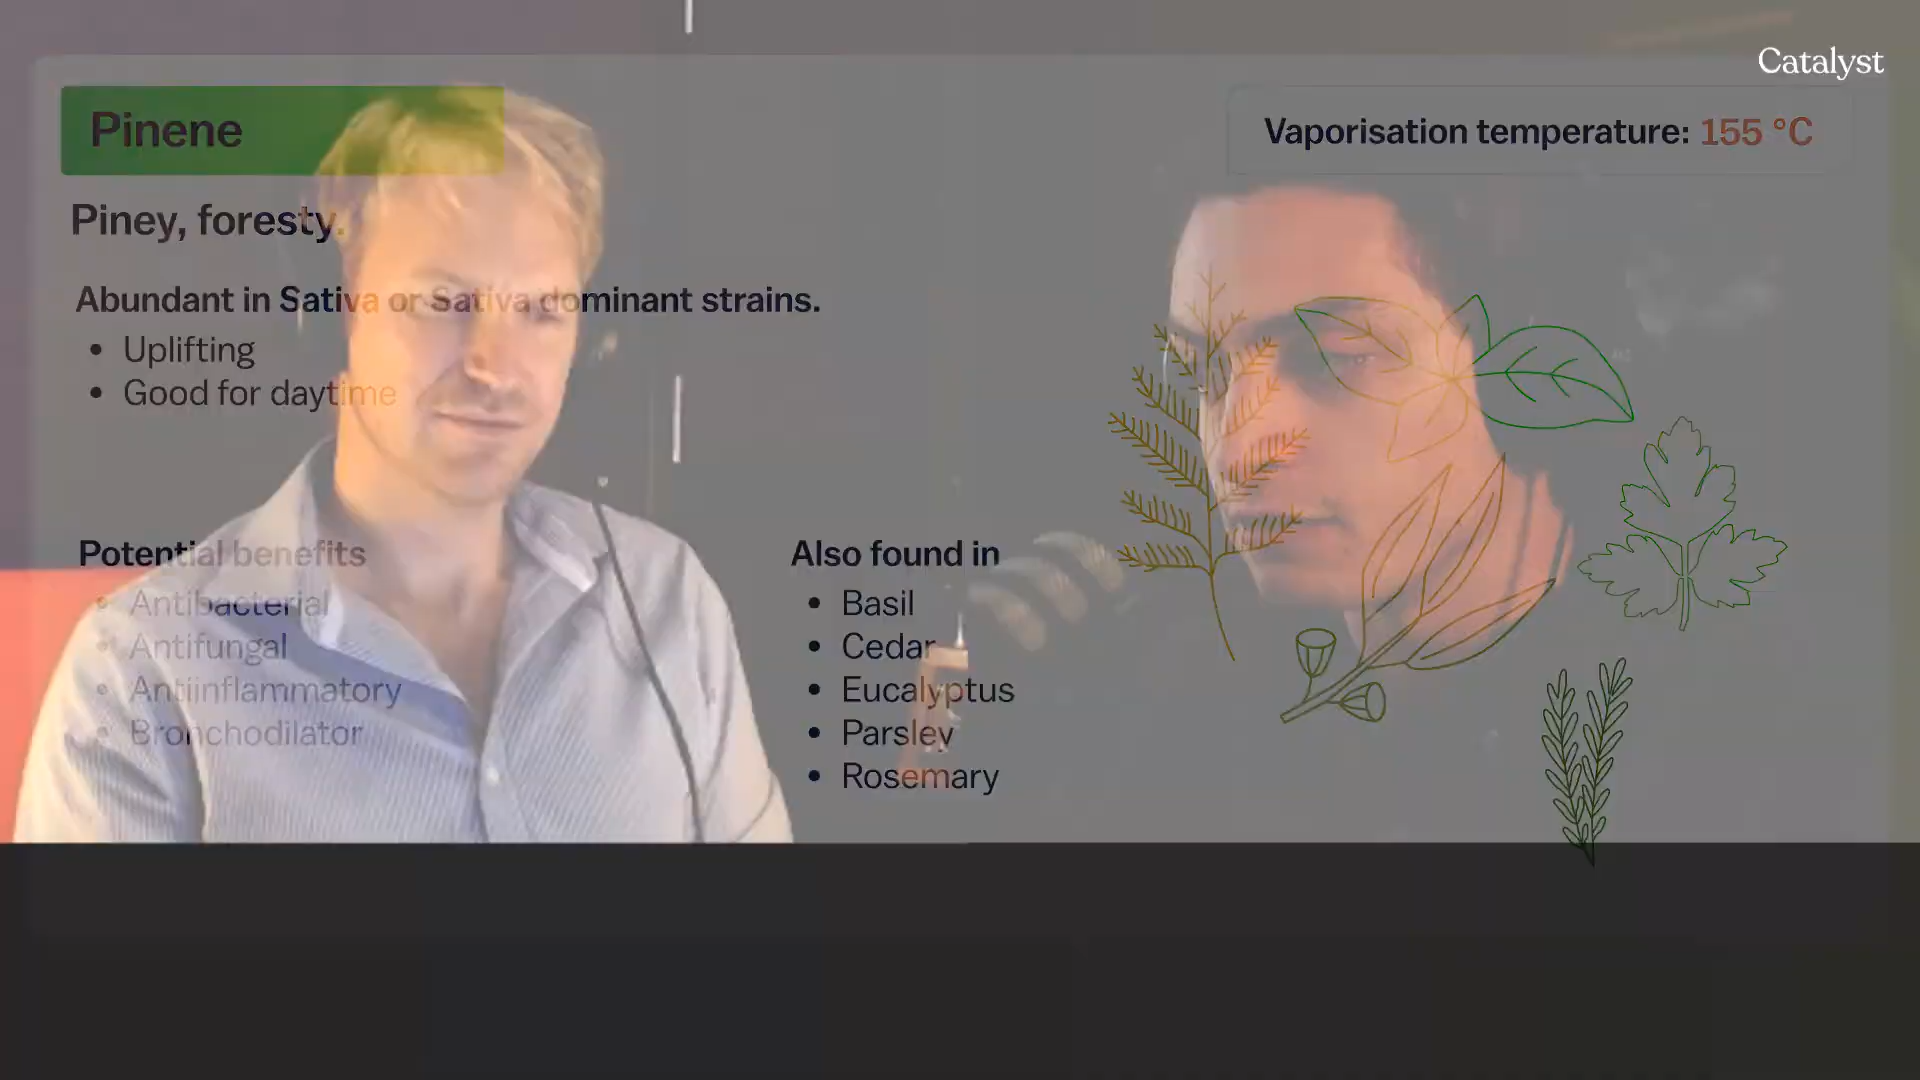 Catalyst
Pinene
Vaporisation temperature: 155 °C
Piney, foresty.
Abundant in Sativa or Sativa dominant strains.
• Uplifting
• Good for daytime
Potential benefits
• Antibacterial
• Antifungal
• Antiinflammatory
• Bronchodilator
Also found in
• Basil
• Cedar
• Eucalyptus
• Parsley
• Rosemary